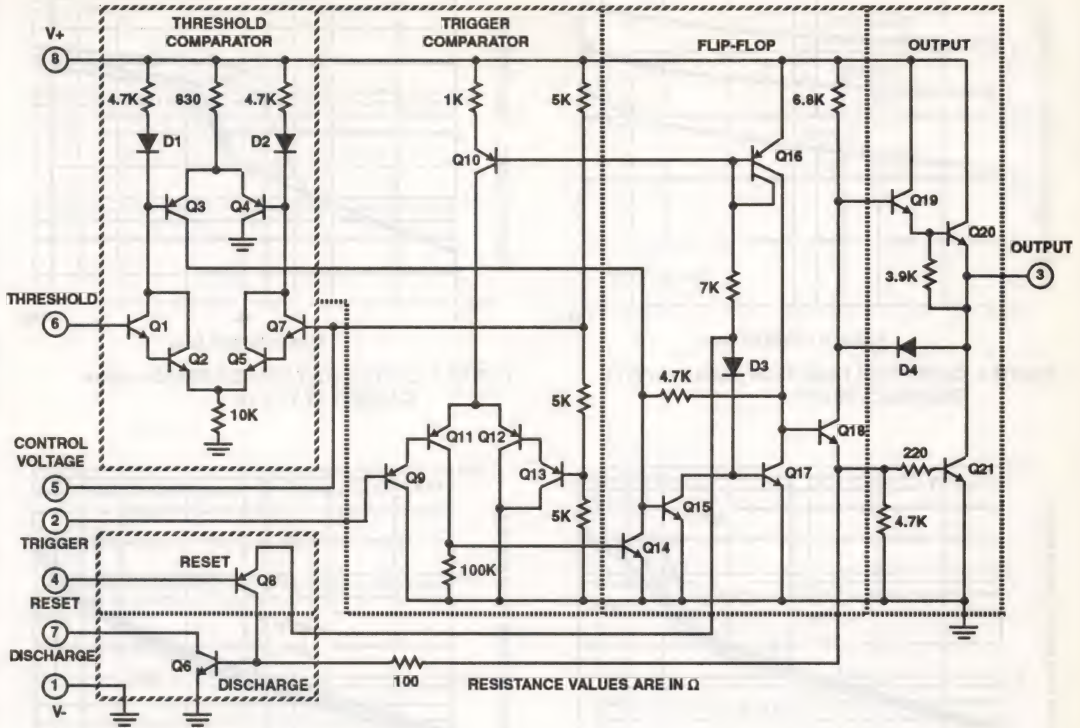 THRESHOLD
COMPARATOR
TRIGGER
COMPARATOR
FLIP-FLOP
OUTPUT
V+
8
4.7K
830
4.7K
1K
5K
6.8K
D1
D2
Q10
Q16
Q3
Q4
Q19
Q20
OUTPUT
3
3.9K
7K
THRESHOLD
6
Q1
Q7
Q2
Q5
D3
D4
10K
5K
4.7K
Q11
Q12
Q18
CONTROL
VOLTAGE
5
Q9
Q13
Q17
220
Q21
2
TRIGGER
5K
Q15
4.7K
Q14
RESET
100K
4
RESET
Q8
7
DISCHARGE
Q6
DISCHARGE
100
RESISTANCE VALUES ARE IN Ω
1
V-